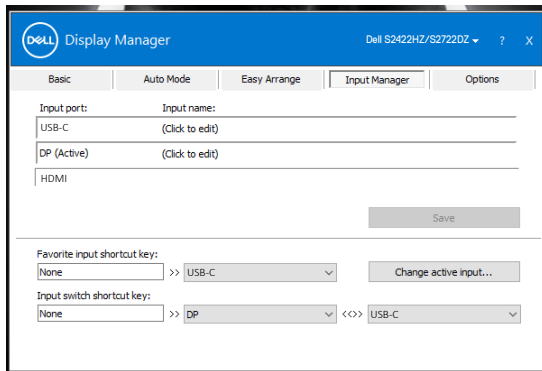 DELL Display Manager Dell S2422HZ/S2722DZ ? X
Basic Auto Mode Easy Arrange Input Manager Options
Input port: Input name:
USB-C (Click to edit)
DP (Active) (Click to edit)
HDMI
Save
Favorite input shortcut key:
None >> USB-C Change active input...
Input switch shortcut key:
None >> DP <<>> USB-C